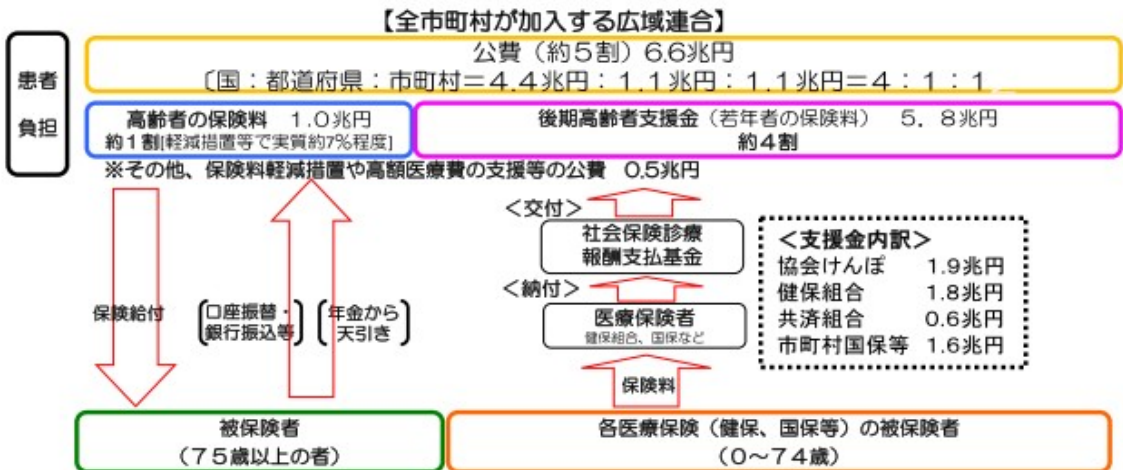 【全市町村が加入する広域連合】
患者
負担
公費（約５割）６.６兆円
〔国：都道府県：市町村＝４.４兆円：１.１兆円：１.１兆円＝４：１：１
高齢者の保険料　１.０兆円
約１割[軽減措置等で実質約７％程度]
後期高齢者支援金（若年者の保険料）　５．８兆円
約４割
※その他、保険料軽減措置や高額医療費の支援等の公費　０.５兆円
保険給付
口座振替・
銀行振込等
年金から
天引き
＜交付＞
社会保険診療
報酬支払基金
＜納付＞
医療保険者
健保組合、国保など
保険料
＜支援金内訳＞
協会けんぽ　１.９兆円
健保組合　１.８兆円
共済組合　０.６兆円
市町村国保等　１.６兆円
被保険者
（７５歳以上の者）
各医療保険（健保、国保等）の被保険者
（０～７４歳）